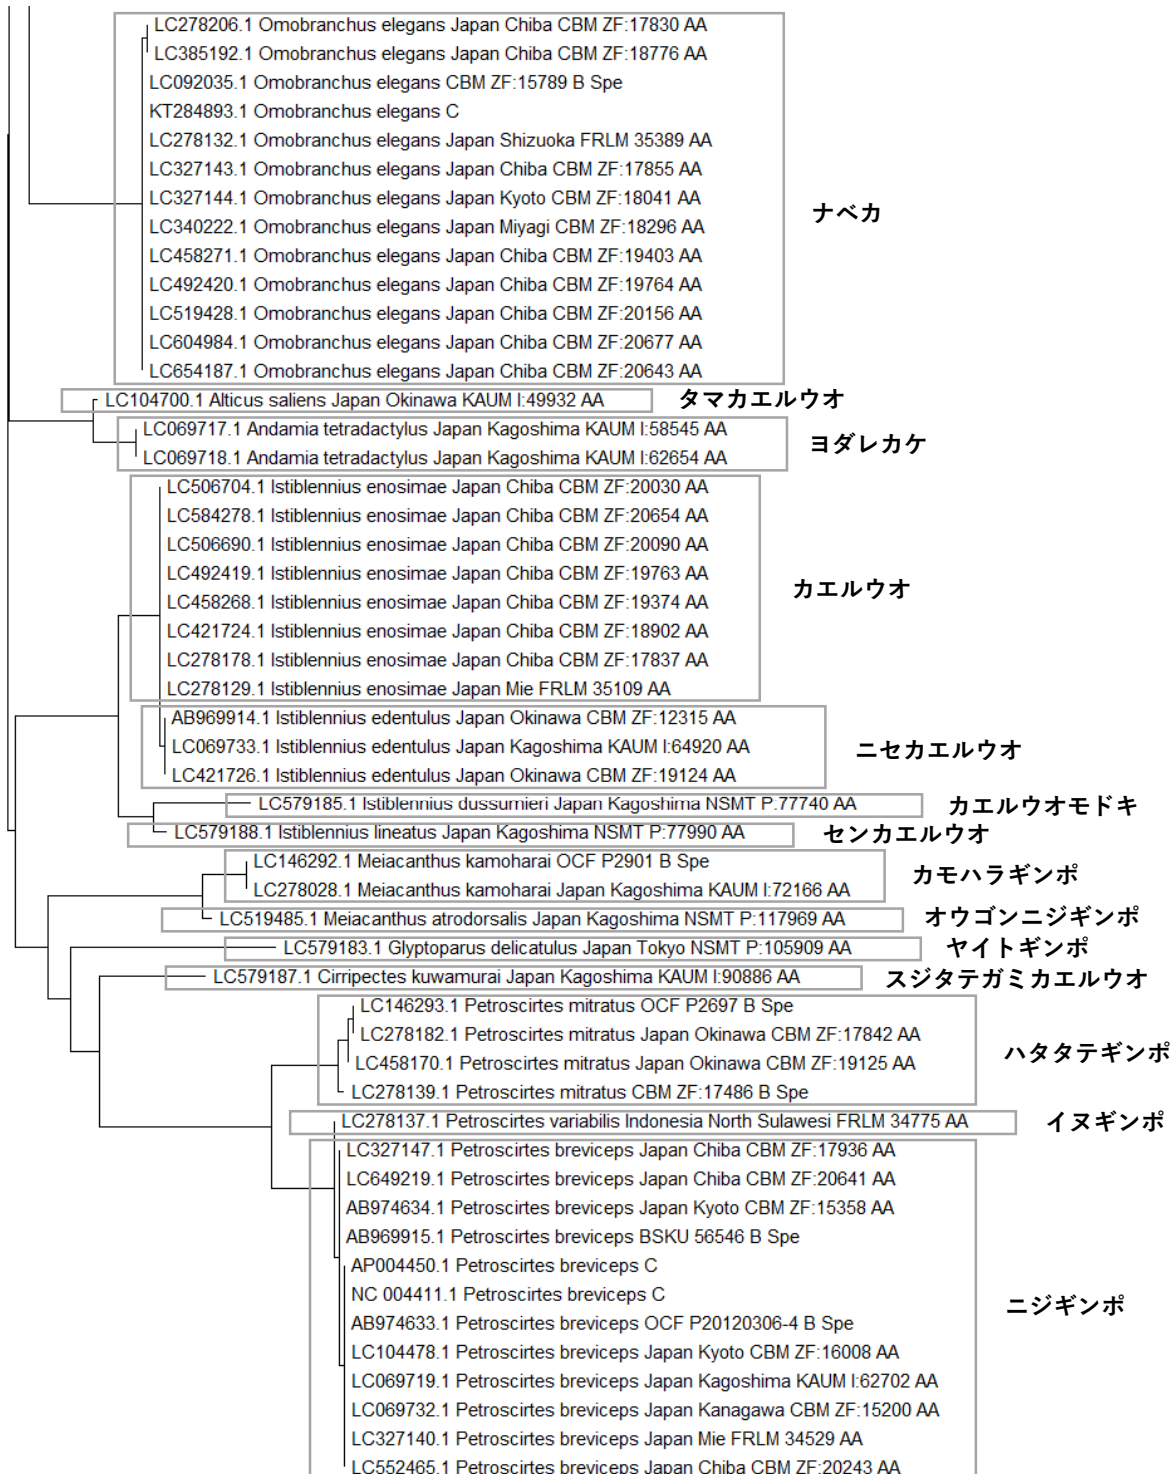 LC278206.1 Omobranchus elegans Japan Chiba CBM ZF:17830 AA
LC385192.1 Omobranchus elegans Japan Chiba CBM ZF:18776 AA
LC092035.1 Omobranchus elegans CBM ZF:15789 B Spe
KT284893.1 Omobranchus elegans C
LC278132.1 Omobranchus elegans Japan Shizuoka FRLM 35389 AA
LC327143.1 Omobranchus elegans Japan Chiba CBM ZF:17855 AA
LC327144.1 Omobranchus elegans Japan Kyoto CBM ZF:18041 AA
ナベカ
LC340222.1 Omobranchus elegans Japan Miyagi CBM ZF:18296 AA
LC458271.1 Omobranchus elegans Japan Chiba CBM ZF:19403 AA
LC492420.1 Omobranchus elegans Japan Chiba CBM ZF:19764 AA
LC519428.1 Omobranchus elegans Japan Chiba CBM ZF:20156 AA
LC604984.1 Omobranchus elegans Japan Chiba CBM ZF:20677 AA
LC654187.1 Omobranchus elegans Japan Chiba CBM ZF:20643 AA
LC104700.1 Alticus saliens Japan Okinawa KAUM I:49932 AA タマカエルウオ
LC069717.1 Andamia tetradactylus Japan Kagoshima KAUM I:58545 AA
ヨダレカケ
LC069718.1 Andamia tetradactylus Japan Kagoshima KAUM I:62654 AA
LC506704.1 Istiblennius enosimae Japan Chiba CBM ZF:20030 AA
LC584278.1 Istiblennius enosimae Japan Chiba CBM ZF:20654 AA
LC506690.1 Istiblennius enosimae Japan Chiba CBM ZF:20090 AA
LC492419.1 Istiblennius enosimae Japan Chiba CBM ZF:19763 AA
カエルウオ
LC458268.1 Istiblennius enosimae Japan Chiba CBM ZF:19374 AA
LC421724.1 Istiblennius enosimae Japan Chiba CBM ZF:18902 AA
LC278178.1 Istiblennius enosimae Japan Chiba CBM ZF:17837 AA
LC278129.1 Istiblennius enosimae Japan Mie FRLM 35109 AA
AB969914.1 Istiblennius edentulus Japan Okinawa CBM ZF:12315 AA
LC069733.1 Istiblennius edentulus Japan Kagoshima KAUM I:64920 AA ニセカエルウオ
LC421726.1 Istiblennius edentulus Japan Okinawa CBM ZF:19124 AA
LC579185.1 Istiblennius dussumieri Japan Kagoshima NSMT P:77740 AA カエルウオモドキ
LC579188.1 Istiblennius lineatus Japan Kagoshima NSMT P:77990 AA センカエルウオ
LC146292.1 Meiacanthus kamoharai OCF P2901 B Spe
カモハラギンポ
LC278028.1 Meiacanthus kamoharai Japan Kagoshima KAUM I:72166 AA
LC519485.1 Meiacanthus atrodorsalis Japan Kagoshima NSMT P:117969 AA オウゴンニジギンポ
LC579183.1 Glyptoparus delicatulus Japan Tokyo NSMT P:105909 AA ヤイトギンポ
LC579187.1 Cirripectes kuwamurai Japan Kagoshima KAUM I:90886 AA スジタテガミカエルウオ
LC146293.1 Petroscirtes mitratus OCF P2697 B Spe
LC278182.1 Petroscirtes mitratus Japan Okinawa CBM ZF:17842 AA
ハタタテギンポ
LC458170.1 Petroscirtes mitratus Japan Okinawa CBM ZF:19125 AA
LC278139.1 Petroscirtes mitratus CBM ZF:17486 B Spe
LC278137.1 Petroscirtes variabilis Indonesia North Sulawesi FRLM 34775 AA イヌギンポ
LC327147.1 Petroscirtes breviceps Japan Chiba CBM ZF:17936 AA
LC649219.1 Petroscirtes breviceps Japan Chiba CBM ZF:20641 AA
AB974634.1 Petroscirtes breviceps Japan Kyoto CBM ZF:15358 AA
AB969915.1 Petroscirtes breviceps BSKU 56546 B Spe
AP004450.1 Petroscirtes breviceps C
NC 004411.1 Petroscirtes breviceps C
ニジギンポ
AB974633.1 Petroscirtes breviceps OCF P20120306-4 B Spe
LC104478.1 Petroscirtes breviceps Japan Kyoto CBM ZF:16008 AA
LC069719.1 Petroscirtes breviceps Japan Kagoshima KAUM I:62702 AA
LC069732.1 Petroscirtes breviceps Japan Kanagawa CBM ZF:15200 AA
LC327140.1 Petroscirtes breviceps Japan Mie FRLM 34529 AA
LC552465.1 Petroscirtes breviceps Japan Chiba CBM ZF:20243 AA